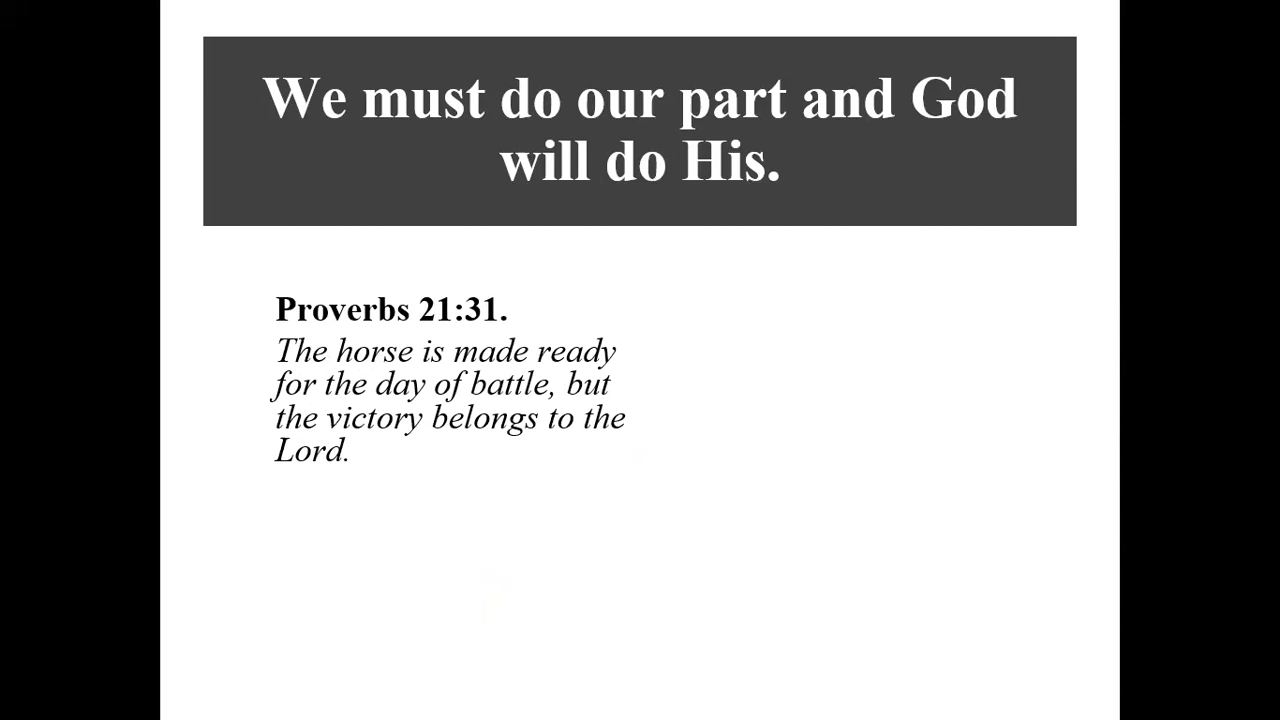 We must do our part and God
will do His.
Proverbs 21:31.
The horse is made ready
for the day of battle, but
the victory belongs to the
Lord.